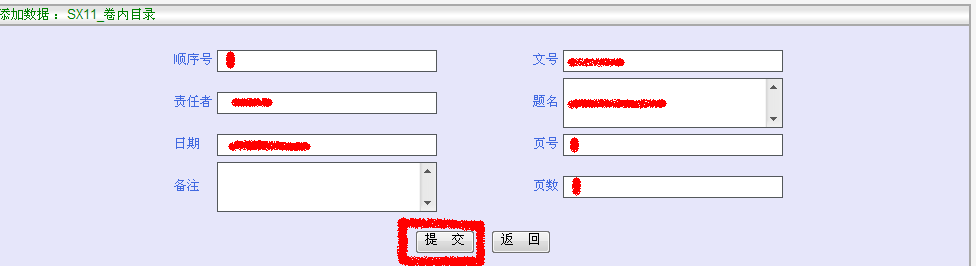 添加数据： SX11_卷内目录
顺序号 文号
责任者 题名
日期 页号
备注 页数
提 交 返 回